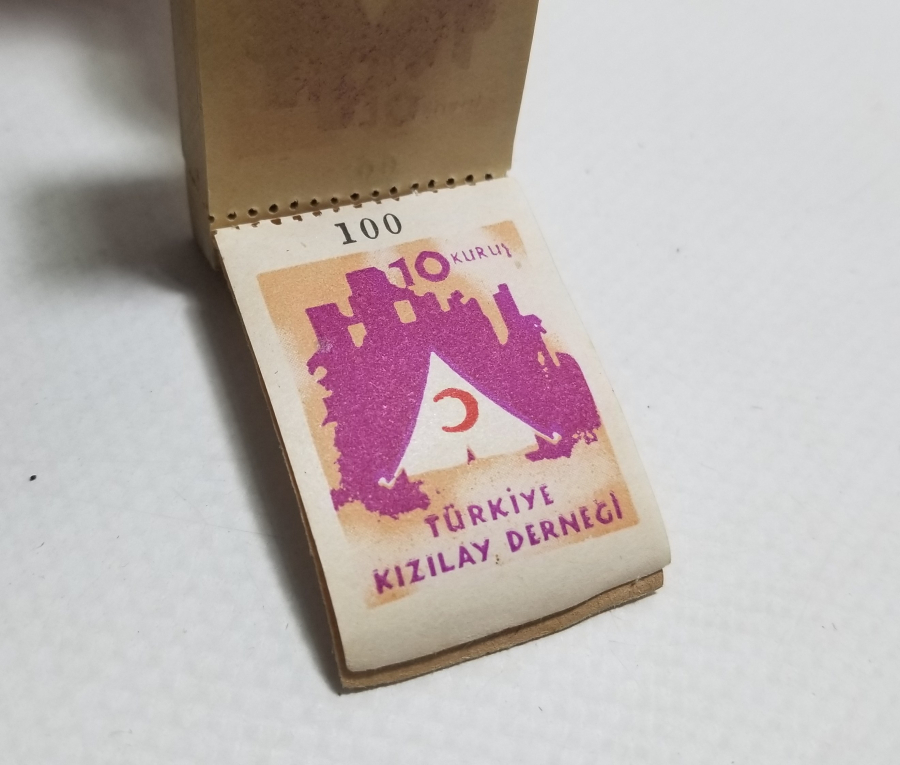 100
10 KURUŞ
TÜRKİYE
KIZILAY DERNEĞİ